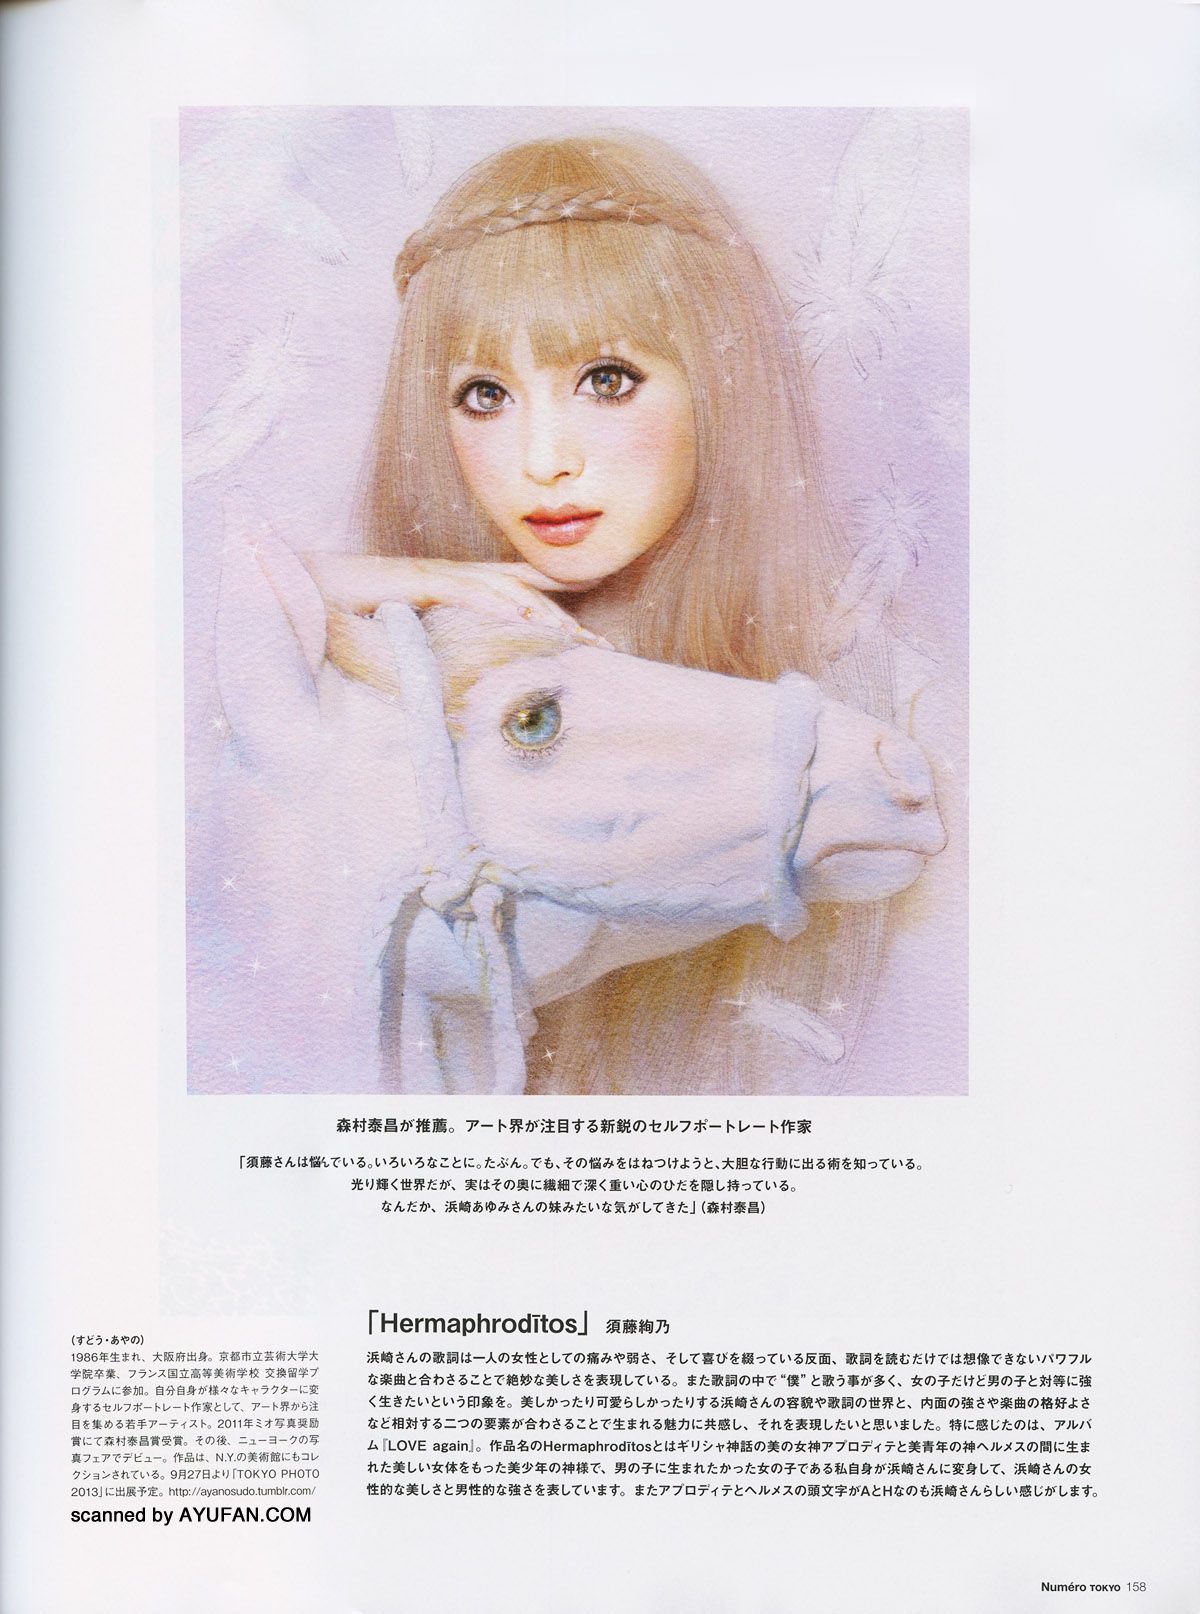 森村泰昌が推薦。アート界が注目する新鋭のセルフポートレート作家
「須藤さんは悩んでいる。いろいろなことに。たぶん。でも、その悩みをはねつけようと、大胆な行動に出る術を知っている。
光り輝く世界だが、実はその奥に繊細で深く重い心のひだを隠し持っている。
なんだか、浜崎あゆみさんの妹みたいな気がしてきた」（森村泰昌）
「Hermaphrodītos」 須藤絢乃
浜崎さんの歌詞は一人の女性としての痛みや弱さ、そして喜びを綴っている反面、歌詞を読むだけでは想像できないパワフル
な楽曲と合わさることで絶妙な美しさを表現している。また歌詞の中で“僕”と歌う事が多く、女の子だけど男の子と対等に強
く生きたいという印象を。美しかったり可愛らしかったりする浜崎さんの容貌や歌詞の世界と、内面の強さや楽曲の格好よさ
など相対する二つの要素が合わさることで生まれる魅力に共感し、それを表現したいと思いました。特に感じたのは、アルバ
ム『LOVE again』。作品名のHermaphrodītosとはギリシャ神話の美の女神アプロディテと美青年の神ヘルメスの間に生ま
れた美しい女体をもった美少年の神様で、男の子に生まれたかった女の子である私自身が浜崎さんに変身して、浜崎さんの女
性的な美しさと男性的な強さを表しています。またアプロディテとヘルメスの頭文字がAとHなのも浜崎さんらしい感じがします。
（すどう・あやの）
1986年生まれ、大阪府出身。京都市立芸術大学大
学院卒業、フランス国立高等美術学校 交換留学プ
ログラムに参加。自分自身が様々なキャラクターに変
身するセルフポートレート作家として、アート界から注
目を集める若手アーティスト。2011年ミオ写真奨励
賞にて森村泰昌賞受賞。その後、ニューヨークの写
真フェアでデビュー。作品は、N.Y.の美術館にもコレ
クションされている。9月27日より「TOKYO PHOTO
2013」に出展予定。http://ayanosudo.tumblr.com/
scanned by AYUFAN.COM
Numéro TOKYO 158